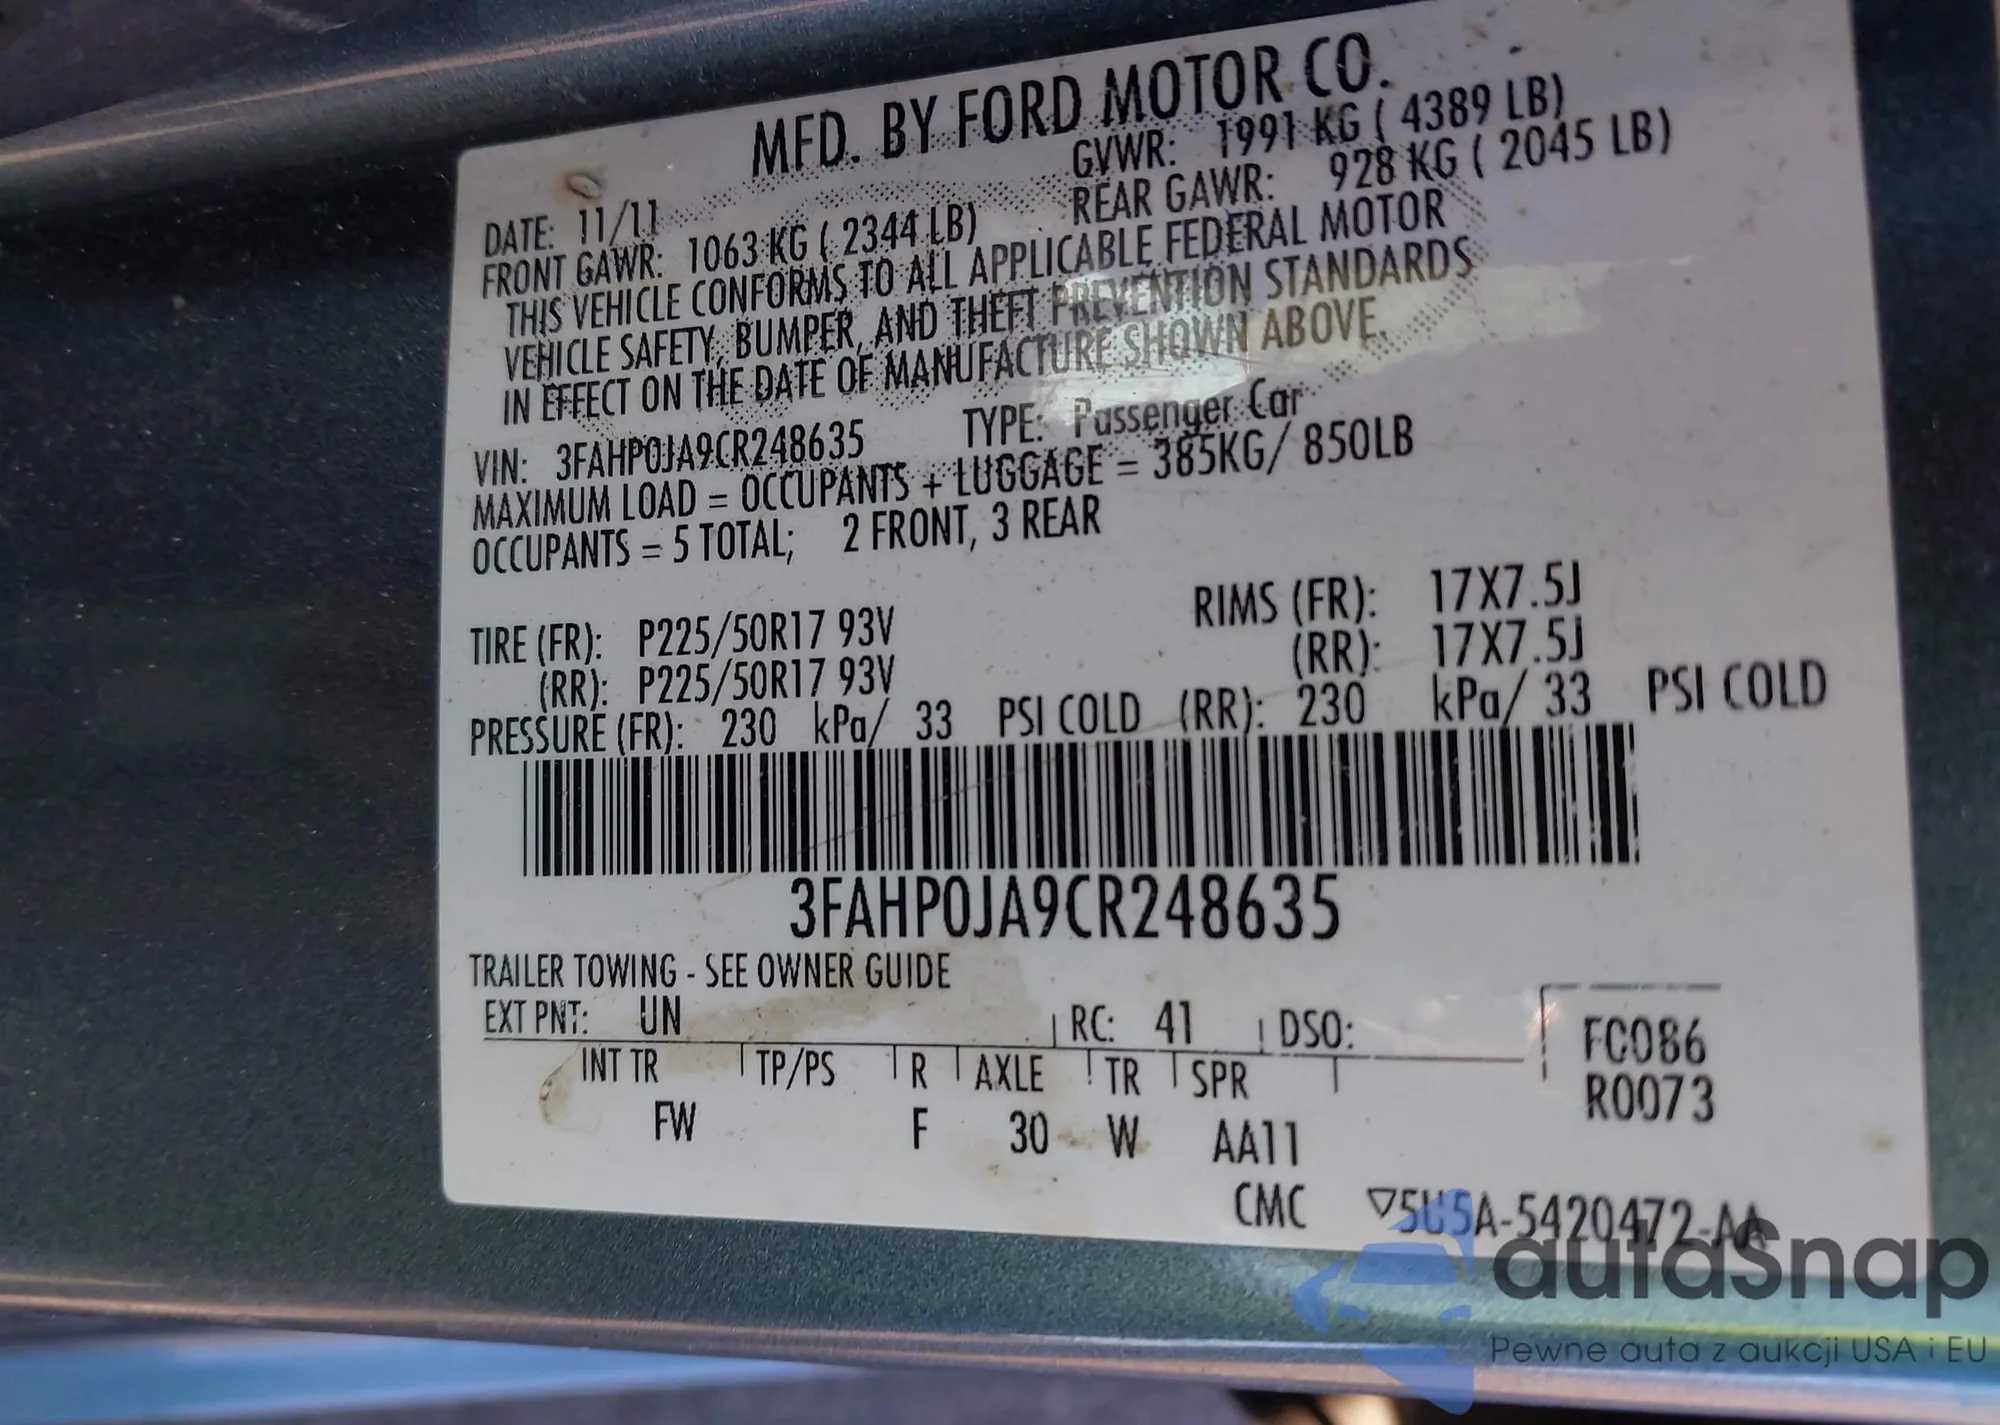 MFD. BY FORD MOTOR CO.
DATE: 11/11 GVWR: 1991 KG ( 4389 LB)
FRONT GAWR: 1063 KG ( 2344 LB) REAR GAWR: 928 KG ( 2045 LB)
THIS VEHICLE CONFORMS TO ALL APPLICABLE FEDERAL MOTOR
VEHICLE SAFETY, BUMPER, AND THEFT PREVENTION STANDARDS
IN EFFECT ON THE DATE OF MANUFACTURE SHOWN ABOVE.
VIN: 3FAHP0JA9CR248635 TYPE: Passenger Car
MAXIMUM LOAD = OCCUPANTS + LUGGAGE = 385KG/ 850LB
OCCUPANTS = 5 TOTAL; 2 FRONT, 3 REAR
TIRE (FR): P225/50R17 93V RIMS (FR): 17X7.5J
(RR): P225/50R17 93V (RR): 17X7.5J
PRESSURE (FR): 230 kPa/ 33 PSI COLD (RR): 230 kPa/ 33 PSI COLD
3FAHP0JA9CR248635
TRAILER TOWING - SEE OWNER GUIDE
EXT PNT: UN RC: 41 DSO: FC086
R0073
INT TR TP/PS R AXLE TR SPR
FW F 30 W AA11
CMC ▽5U5A-5420472-AA
autaSnap
Pewne auta z aukcji USA i EU